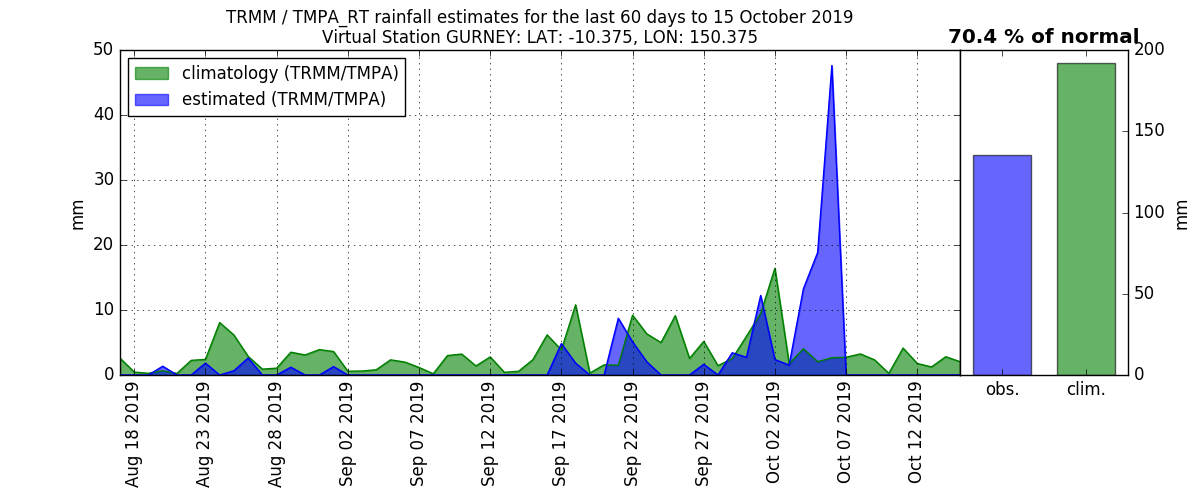 TRMM / TMPA_RT rainfall estimates for the last 60 days to 15 October 2019
Virtual Station GURNEY: LAT: -10.375, LON: 150.375
70.4 % of normal
climatology (TRMM/TMPA)
estimated (TRMM/TMPA)
50
40
30
20
10
0
mm
Aug 18 2019
Aug 23 2019
Aug 28 2019
Sep 02 2019
Sep 07 2019
Sep 12 2019
Sep 17 2019
Sep 22 2019
Sep 27 2019
Oct 02 2019
Oct 07 2019
Oct 12 2019
200
150
100
50
0
mm
obs.
clim.